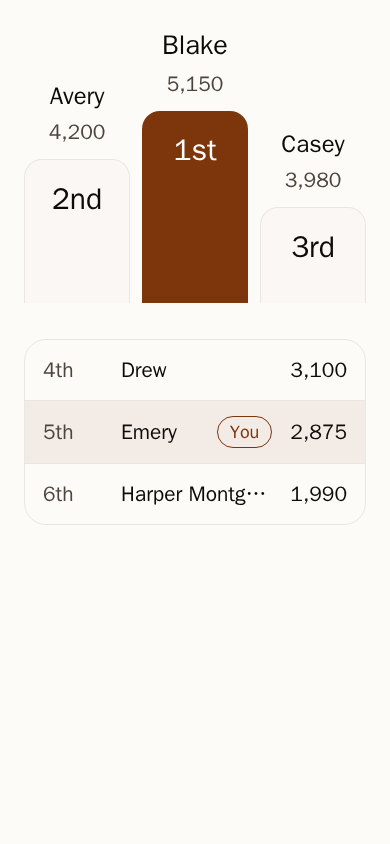 Blake
5,150
1st
Avery
4,200
2nd
Casey
3,980
3rd
4th Drew 3,100
5th Emery You 2,875
6th Harper Montg… 1,990